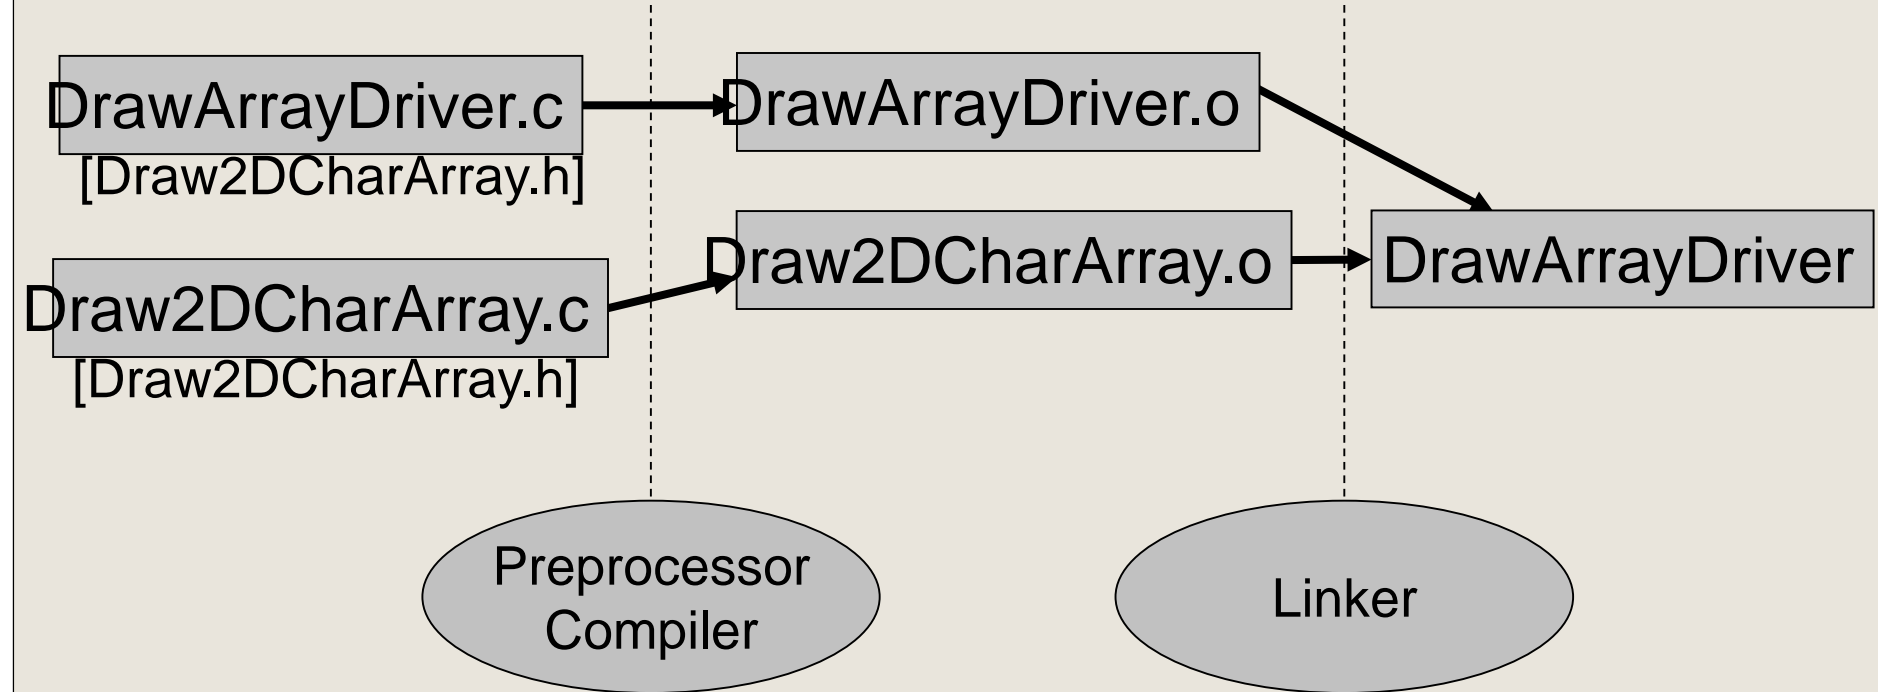 DrawArrayDriver.c
[Draw2DCharArray.h]
Draw2DCharArray.c
[Draw2DCharArray.h]
DrawArrayDriver.o
Draw2DCharArray.o
DrawArrayDriver
Preprocessor
Compiler
Linker